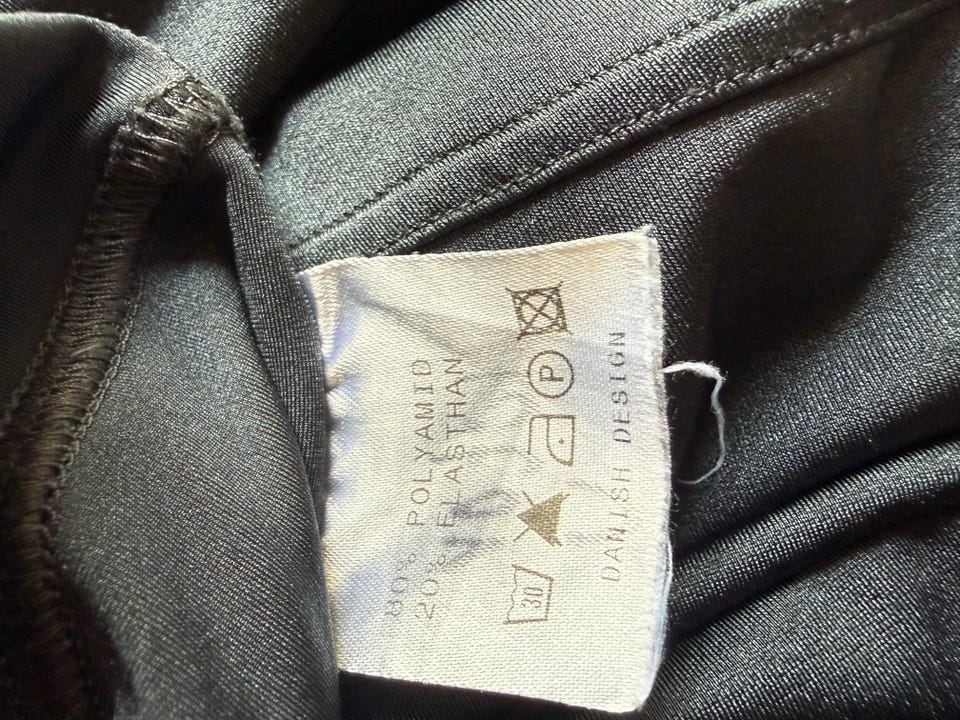 80% POLYAMID
20% ELASTHAN
30
P
DANISH DESIGN